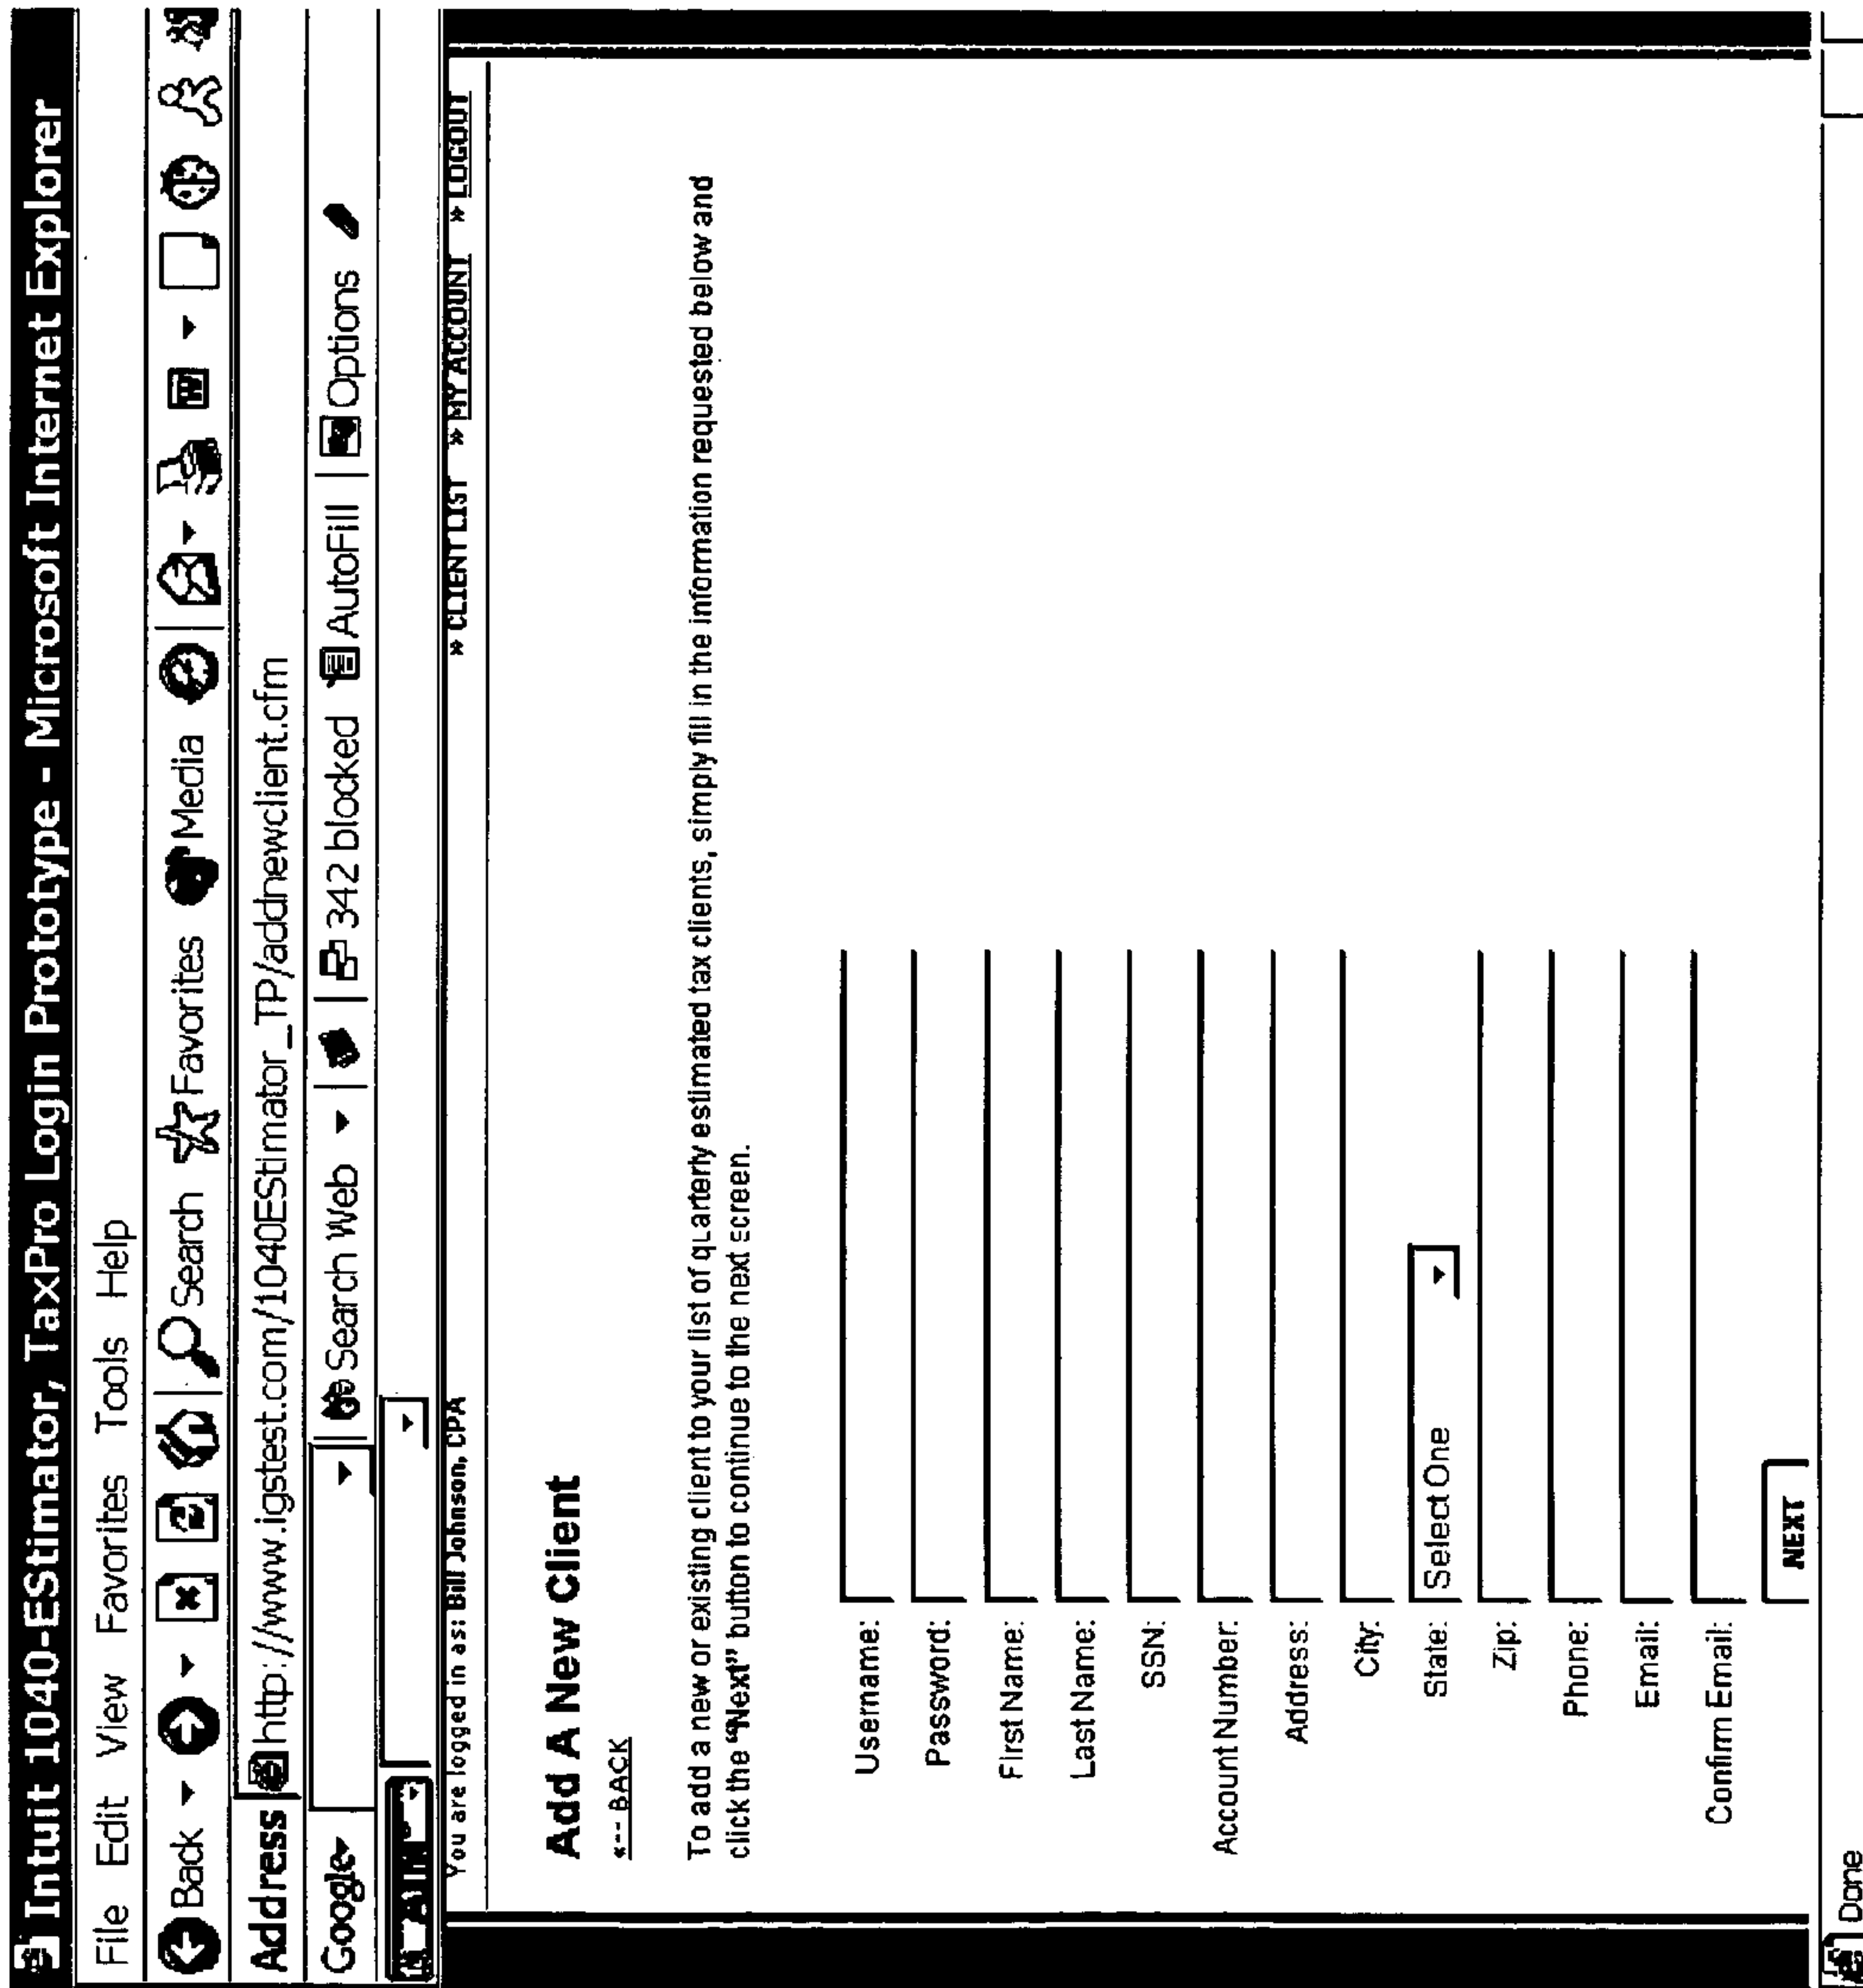 Intuit 1040-EStimator, TaxPro Login Prototype - Microsoft Internet Explorer
File Edit View Favorites Tools Help
Back Search Favorites Media
Address http://www.igstest.com/1040EStimator_TP/addnewclient.cfm
Google Search Web 342 blocked AutoFill Options
You are logged in as: Bill Johnson, CPA » CLIENT LIST » MY ACCOUNT » LOGOUT
Add A New Client
<-- BACK
To add a new or existing client to your list of quarterly estimated tax clients, simply fill in the information requested below and
click the "Next" button to continue to the next screen.
Username:
Password:
First Name:
Last Name:
SSN:
Account Number:
Address:
City:
State: Select One
Zip:
Phone:
Email:
Confirm Email:
NEXT
Done